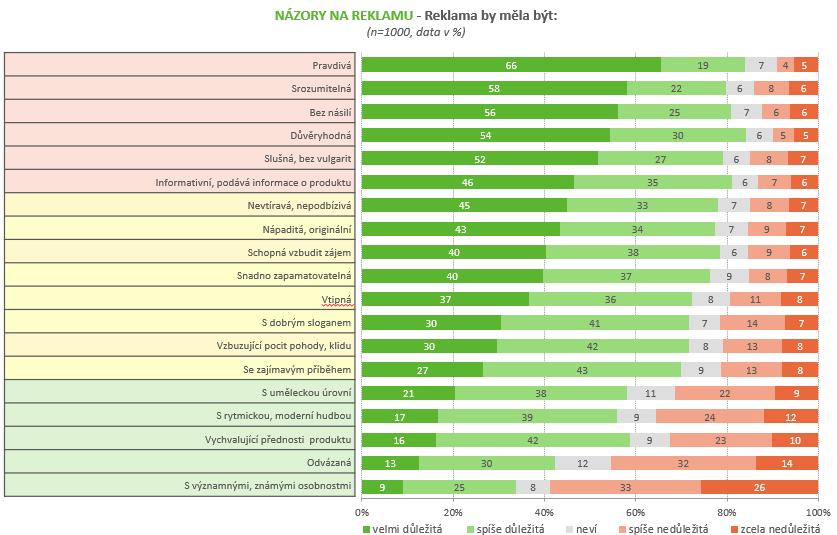 NÁZORY NA REKLAMU - Reklama by měla být:
(n=1000, data v %)
Pravdivá 66 19 7 4 5
Srozumitelná 58 22 6 8 6
Bez násilí 56 25 7 6 6
Důvěryhodná 54 30 6 5 5
Slušná, bez vulgarit 52 27 6 8 7
Informativní, podává informace o produktu 46 35 6 7 6
Nevtíravá, nepodbízivá 45 33 7 8 7
Nápaditá, originální 43 34 7 9 7
Schopná vzbudit zájem 40 38 6 9 6
Snadno zapamatovatelná 40 37 9 8 7
Vtipná 37 36 8 11 8
S dobrým sloganem 30 41 7 14 7
Vzbuzující pocit pohody, klidu 30 42 8 13 8
Se zajímavým příběhem 27 43 9 13 8
S uměleckou úrovní 21 38 11 22 9
S rytmickou, moderní hudbou 17 39 9 24 12
Vychvalující přednosti produktu 16 42 9 23 10
Odvázaná 13 30 12 32 14
S významnými, známými osobnostmi 9 25 8 33 26
0% 20% 40% 60% 80% 100%
velmi důležitá spíše důležitá neví spíše nedůležitá zcela nedůležitá